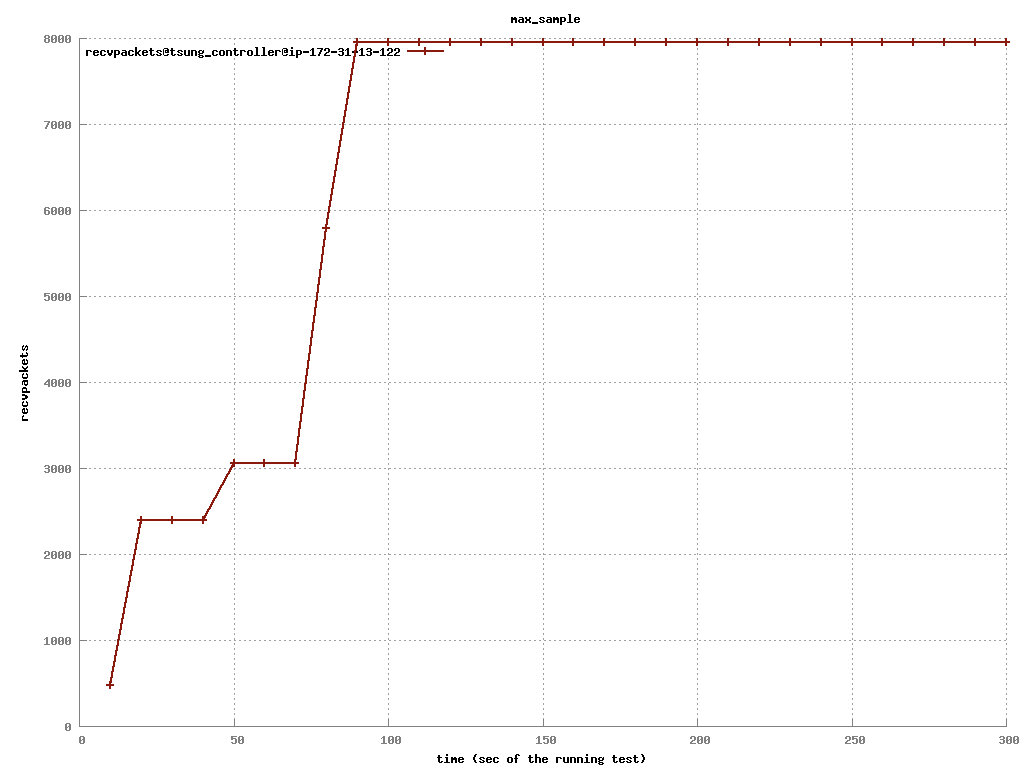 max_sample
8000
recvpackets@tsung_controller@ip-172-31-13-122
7000
6000
5000
4000
recvpackets
3000
2000
1000
0
0 50 100 150 200 250 300
time (sec of the running test)